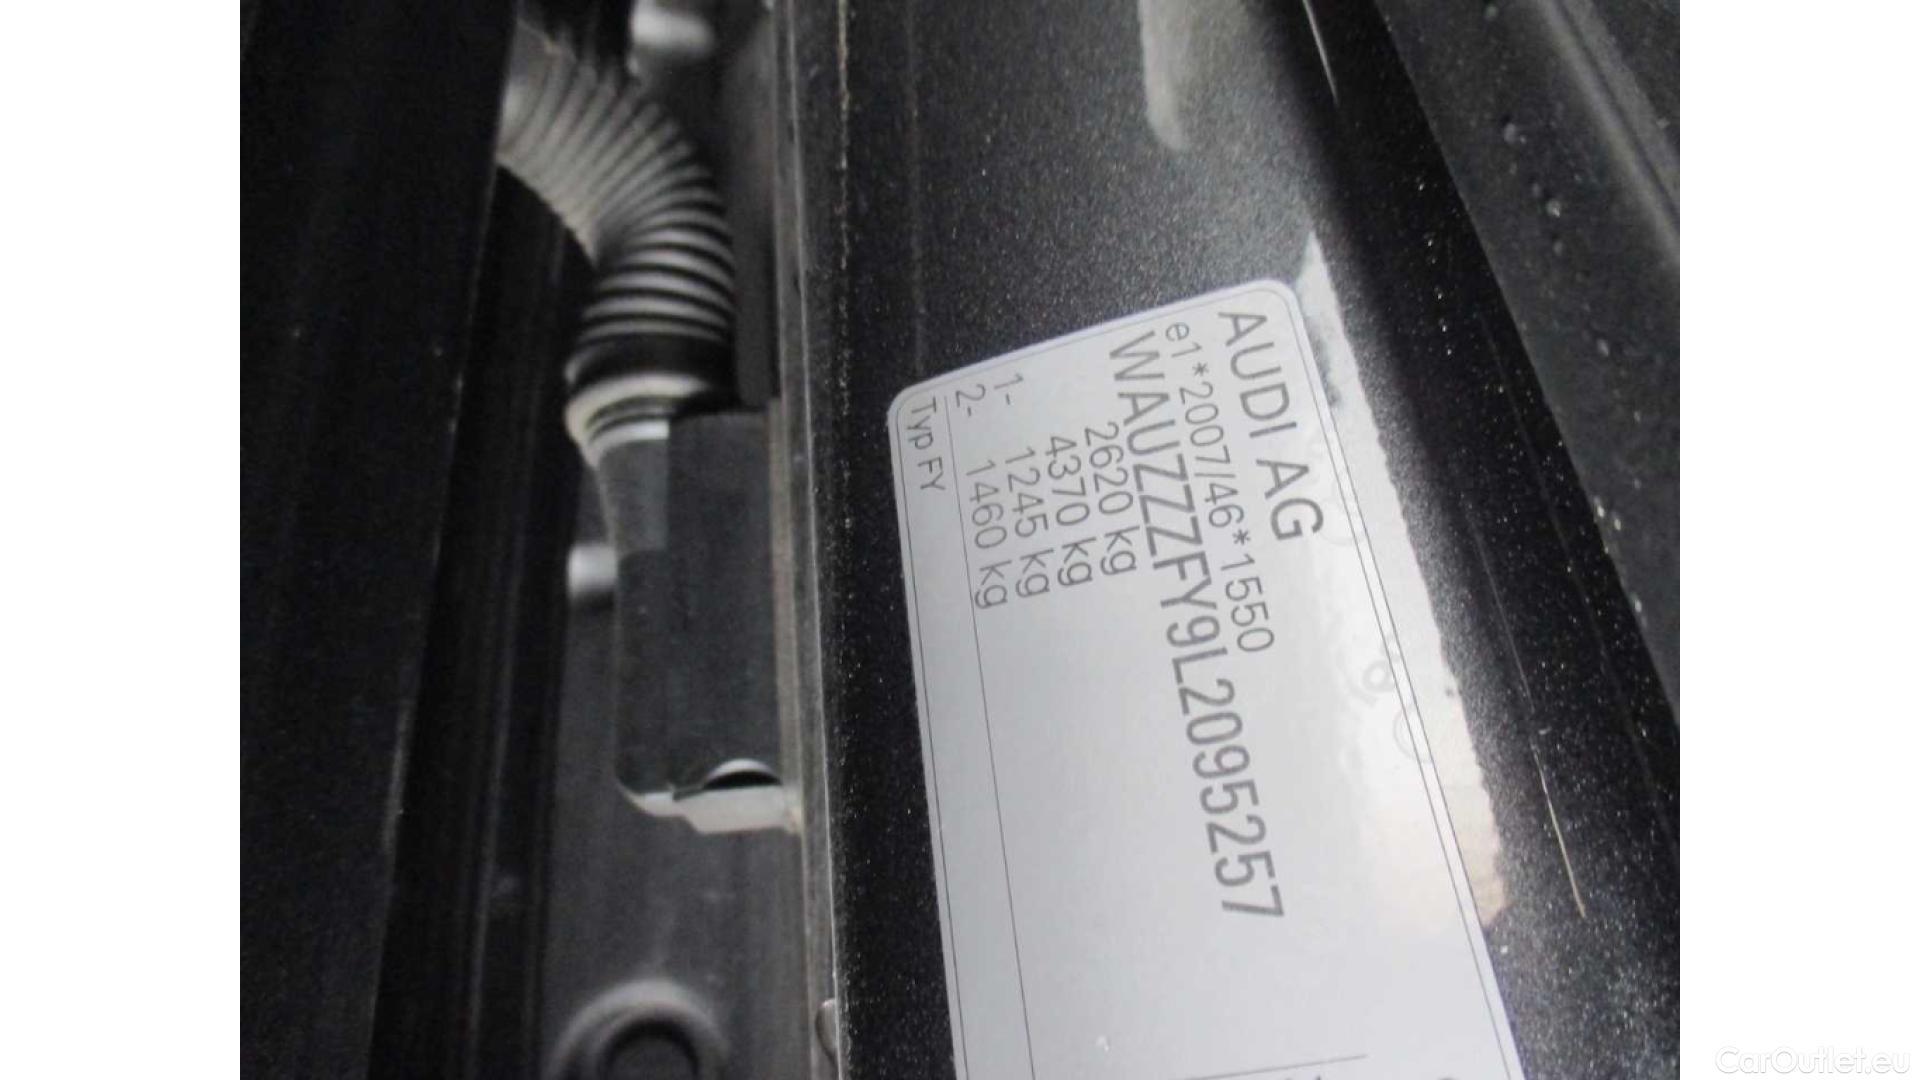 AUDI AG
e1*2007/46*1550
WAUZZZFY9L2095257
2620 kg
4370 kg
1- 1245 kg
2- 1460 kg
Typ FY
CarOutlet.eu